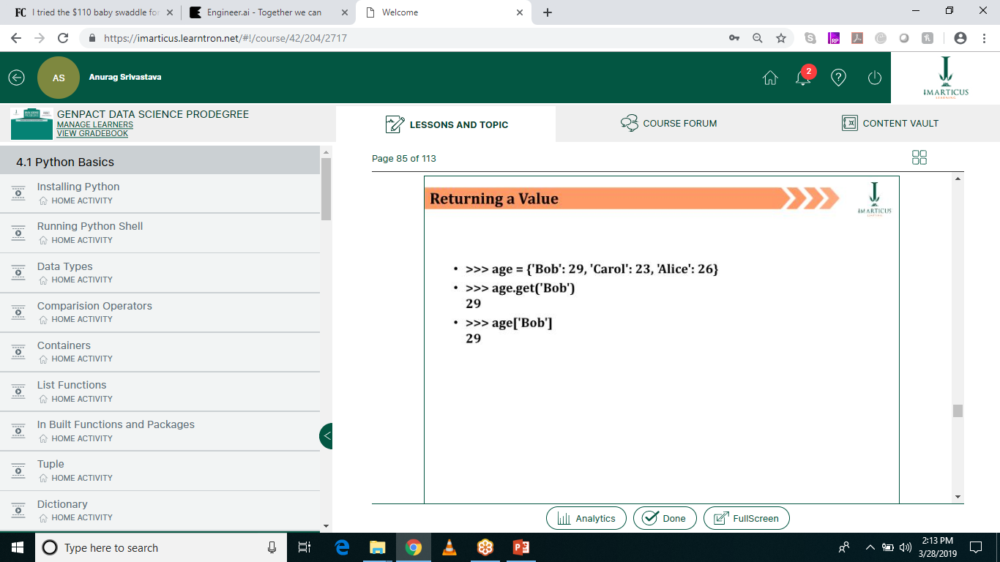 I tried the $110 baby swaddle for
Engineer.ai - Together we can
Welcome
https://imarticus.learntron.net/#!/course/42/204/2717
AS
Anurag Srivastava
2
IMARTICUS
LEARNING
GENPACT DATA SCIENCE PRODEGREE
MANAGE LEARNERS
VIEW GRADEBOOK
LESSONS AND TOPIC
COURSE FORUM
CONTENT VAULT
4.1 Python Basics
Installing Python
HOME ACTIVITY
Running Python Shell
HOME ACTIVITY
Data Types
HOME ACTIVITY
Comparision Operators
HOME ACTIVITY
Containers
HOME ACTIVITY
List Functions
HOME ACTIVITY
In Built Functions and Packages
HOME ACTIVITY
Tuple
HOME ACTIVITY
Dictionary
HOME ACTIVITY
Page 85 of 113
Returning a Value
IMARTICUS
LEARNING
• >>> age = {'Bob': 29, 'Carol': 23, 'Alice': 26}
• >>> age.get('Bob')
29
• >>> age['Bob']
29
Analytics
Done
FullScreen
Type here to search
2:13 PM
3/28/2019